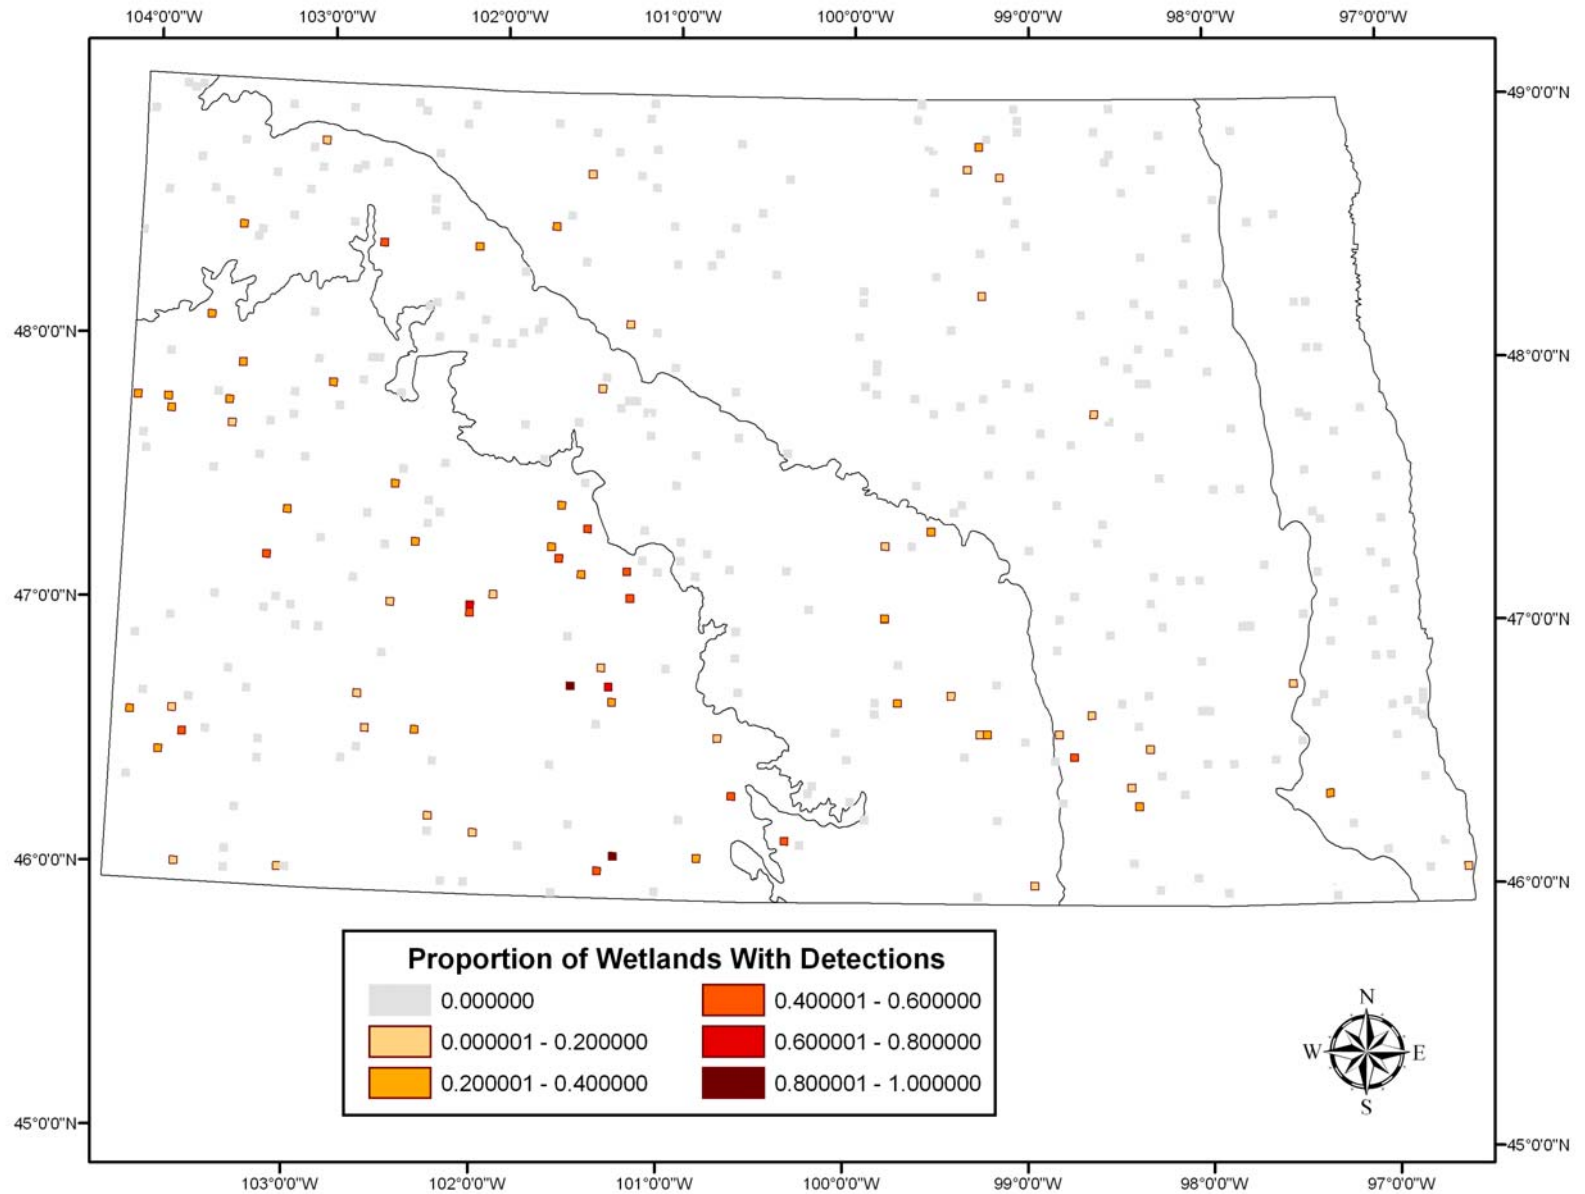 104°0'0"W 103°0'0"W 102°0'0"W 101°0'0"W 100°0'0"W 99°0'0"W 98°0'0"W 97°0'0"W
49°0'0"N
48°0'0"N
48°0'0"N
47°0'0"N
47°0'0"N
46°0'0"N
46°0'0"N
Proportion of Wetlands With Detections
0.000000 0.400001 - 0.600000
0.000001 - 0.200000 0.600001 - 0.800000
0.200001 - 0.400000 0.800001 - 1.000000
N
W E
S
45°0'0"N
45°0'0"N
103°0'0"W 102°0'0"W 101°0'0"W 100°0'0"W 99°0'0"W 98°0'0"W 97°0'0"W